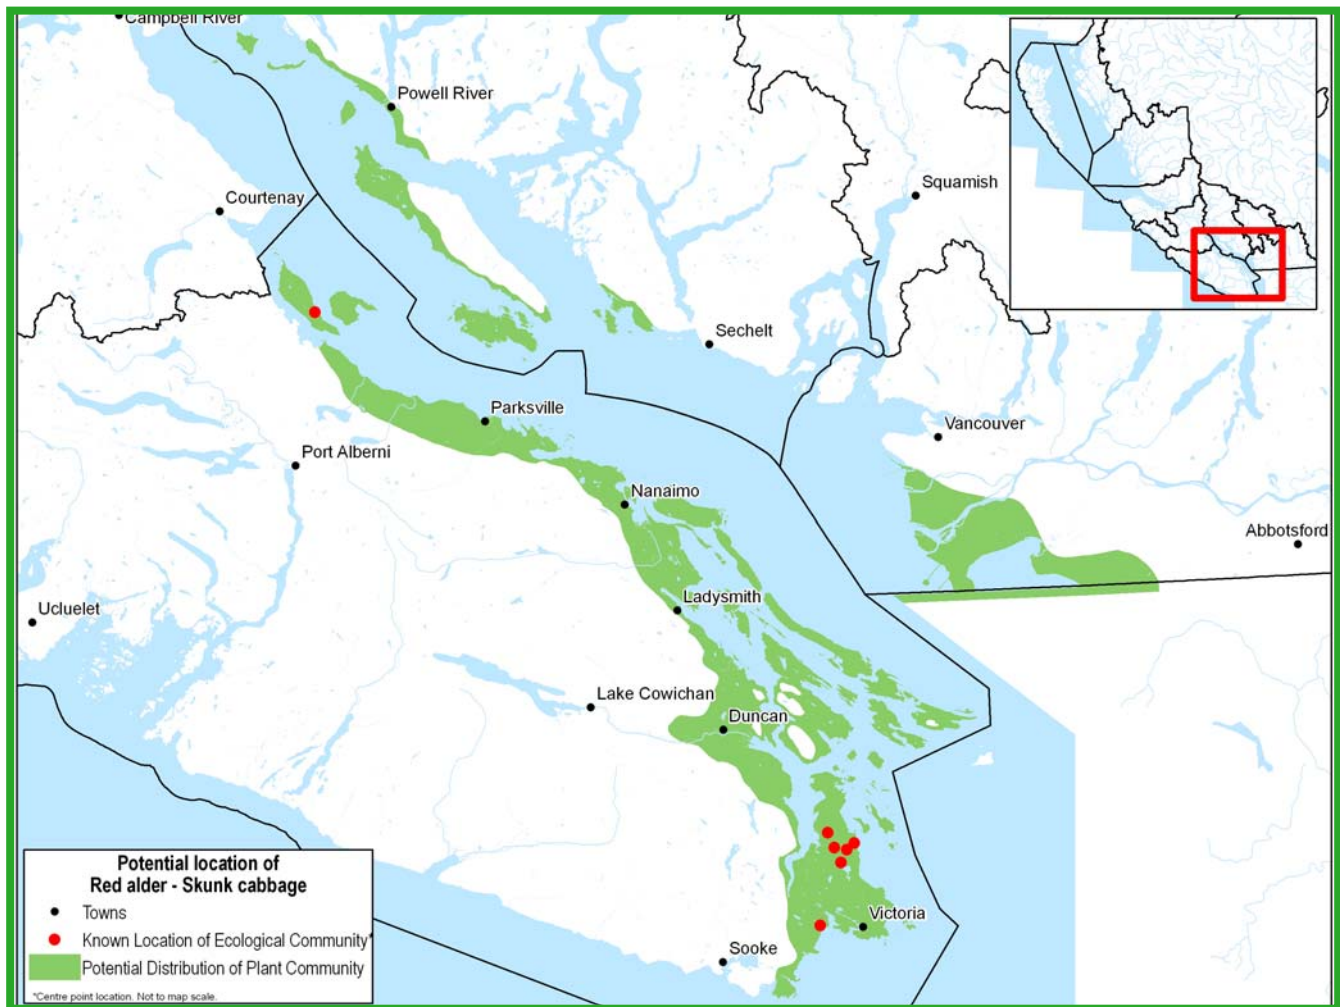 Campbell River
Powell River
Courtenay
Squamish
Sechelt
Parksville
Vancouver
Port Alberni
Nanaimo
Abbotsford
Ladysmith
Ucluelet
Lake Cowichan
Duncan
Victoria
Sooke
Potential location of
Red alder - Skunk cabbage
Towns
Known Location of Ecological Community*
Potential Distribution of Plant Community
*Centre point location. Not to map scale.